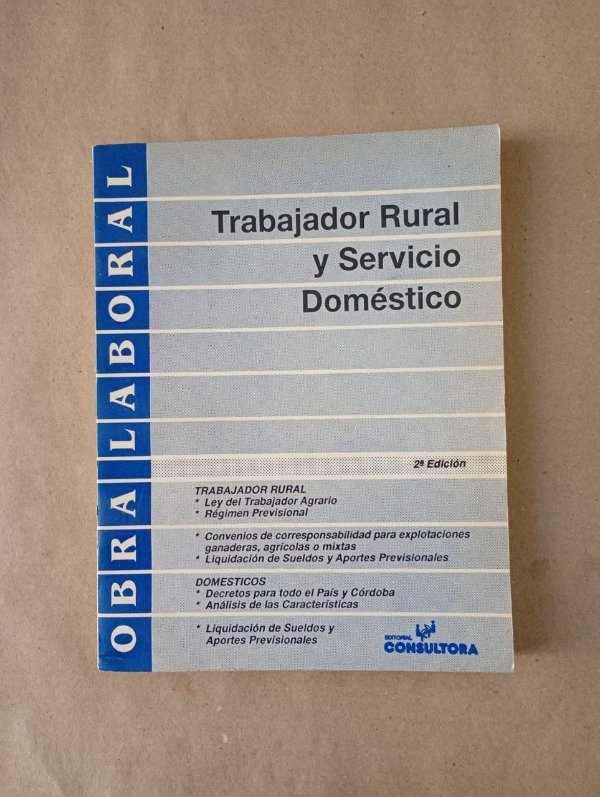 OBRA LABORAL
Trabajador Rural
y Servicio
Doméstico
2ª Edición
TRABAJADOR RURAL
* Ley del Trabajador Agrario
* Régimen Previsional
* Convenios de corresponsabilidad para explotaciones
ganaderas, agrícolas o mixtas
* Liquidación de Sueldos y Aportes Previsionales
DOMESTICOS
* Decretos para todo el País y Córdoba
* Análisis de las Características
* Liquidación de Sueldos y
Aportes Previsionales
EDITORIAL
CONSULTORA